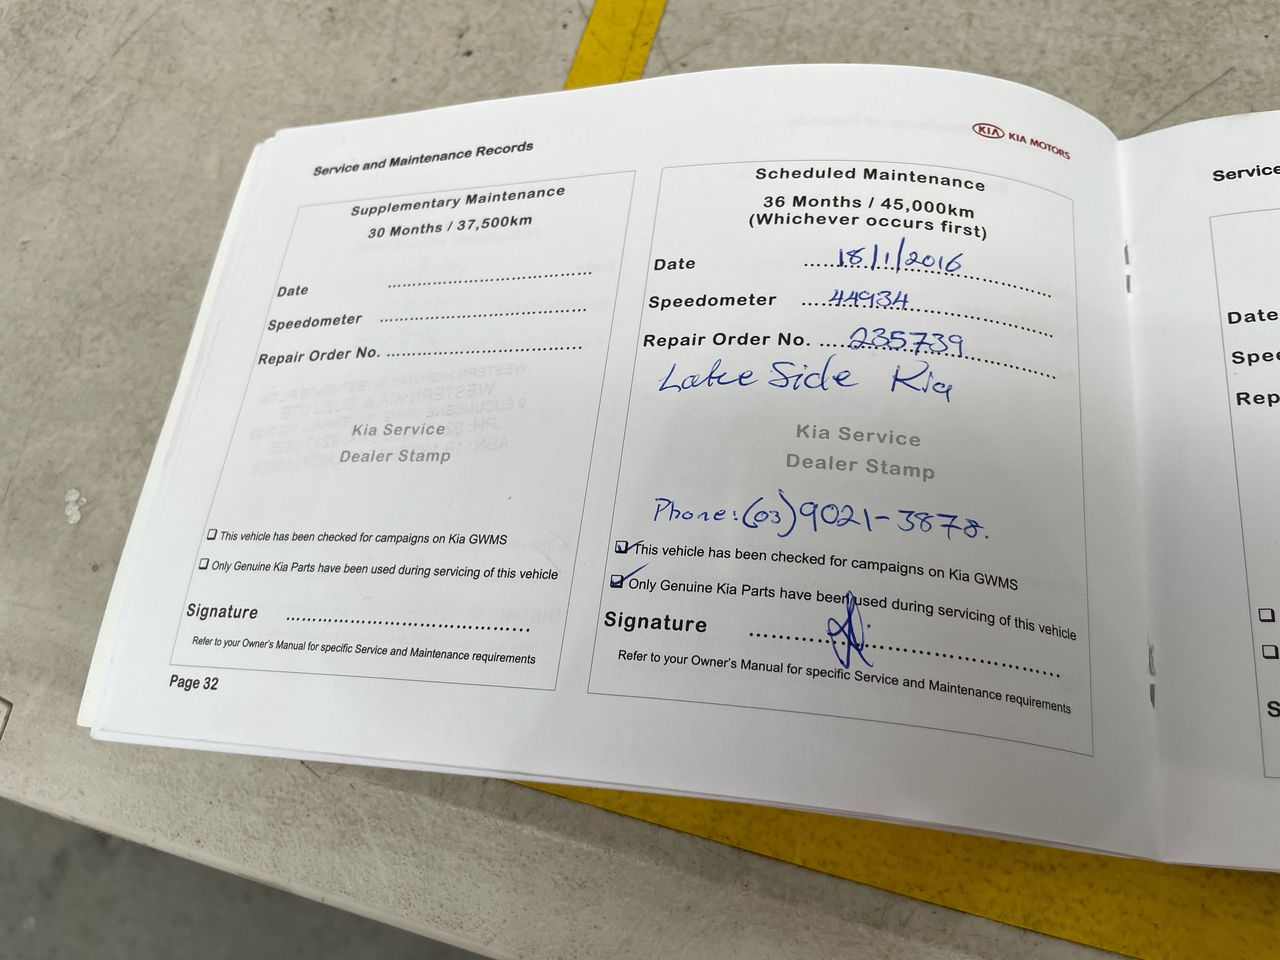 Service and Maintenance Records
Supplementary Maintenance
30 Months / 37,500km
Date
Speedometer
Repair Order No.
Kia Service
Dealer Stamp
❏ This vehicle has been checked for campaigns on Kia GWMS
❏ Only Genuine Kia Parts have been used during servicing of this vehicle
Signature
Refer to your Owner's Manual for specific Service and Maintenance requirements
Page 32
KIA KIA MOTORS
Scheduled Maintenance
36 Months / 45,000km
(Whichever occurs first)
Date 18/1/2016
Speedometer 44934
Repair Order No. 235739
Lake Side Kia
Kia Service
Dealer Stamp
Phone: (03) 9021-3878.
This vehicle has been checked for campaigns on Kia GWMS
Only Genuine Kia Parts have been used during servicing of this vehicle
Signature
Refer to your Owner's Manual for specific Service and Maintenance requirements
Service
Date
Spee
Rep
S